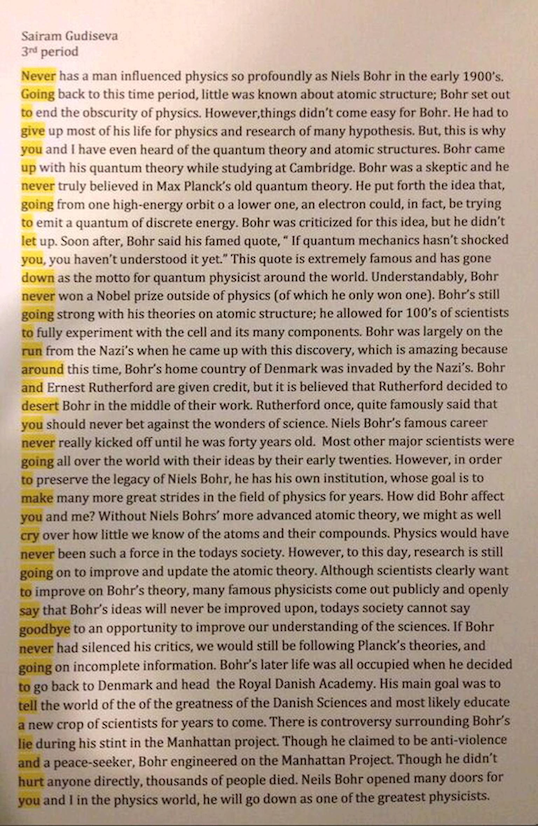 Sairam Gudiseva
3rd period
Never has a man influenced physics so profoundly as Niels Bohr in the early 1900's.
Going back to this time period, little was known about atomic structure; Bohr set out
to end the obscurity of physics. However,things didn't come easy for Bohr. He had to
give up most of his life for physics and research of many hypothesis. But, this is why
you and I have even heard of the quantum theory and atomic structures. Bohr came
up with his quantum theory while studying at Cambridge. Bohr was a skeptic and he
never truly believed in Max Planck's old quantum theory. He put forth the idea that,
going from one high-energy orbit o a lower one, an electron could, in fact, be trying
to emit a quantum of discrete energy. Bohr was criticized for this idea, but he didn't
let up. Soon after, Bohr said his famed quote, " If quantum mechanics hasn't shocked
you, you haven't understood it yet." This quote is extremely famous and has gone
down as the motto for quantum physicist around the world. Understandably, Bohr
never won a Nobel prize outside of physics (of which he only won one). Bohr's still
going strong with his theories on atomic structure; he allowed for 100's of scientists
to fully experiment with the cell and its many components. Bohr was largely on the
run from the Nazi's when he came up with this discovery, which is amazing because
around this time, Bohr's home country of Denmark was invaded by the Nazi's. Bohr
and Ernest Rutherford are given credit, but it is believed that Rutherford decided to
desert Bohr in the middle of their work. Rutherford once, quite famously said that
you should never bet against the wonders of science. Niels Bohr's famous career
never really kicked off until he was forty years old.  Most other major scientists were
going all over the world with their ideas by their early twenties. However, in order
to preserve the legacy of Niels Bohr, he has his own institution, whose goal is to
make many more great strides in the field of physics for years. How did Bohr affect
you and me? Without Niels Bohrs' more advanced atomic theory, we might as well
cry over how little we know of the atoms and their compounds. Physics would have
never been such a force in the todays society. However, to this day, research is still
going on to improve and update the atomic theory. Although scientists clearly want
to improve on Bohr's theory, many famous physicists come out publicly and openly
say that Bohr's ideas will never be improved upon, todays society cannot say
goodbye to an opportunity to improve our understanding of the sciences. If Bohr
never had silenced his critics, we would still be following Planck's theories, and
going on incomplete information. Bohr's later life was all occupied when he decided
to go back to Denmark and head  the Royal Danish Academy. His main goal was to
tell the world of the of the greatness of the Danish Sciences and most likely educate
a new crop of scientists for years to come. There is controversy surrounding Bohr's
lie during his stint in the Manhattan project. Though he claimed to be anti-violence
and a peace-seeker, Bohr engineered on the Manhattan Project. Though he didn't
hurt anyone directly, thousands of people died. Neils Bohr opened many doors for
you and I in the physics world, he will go down as one of the greatest physicists.